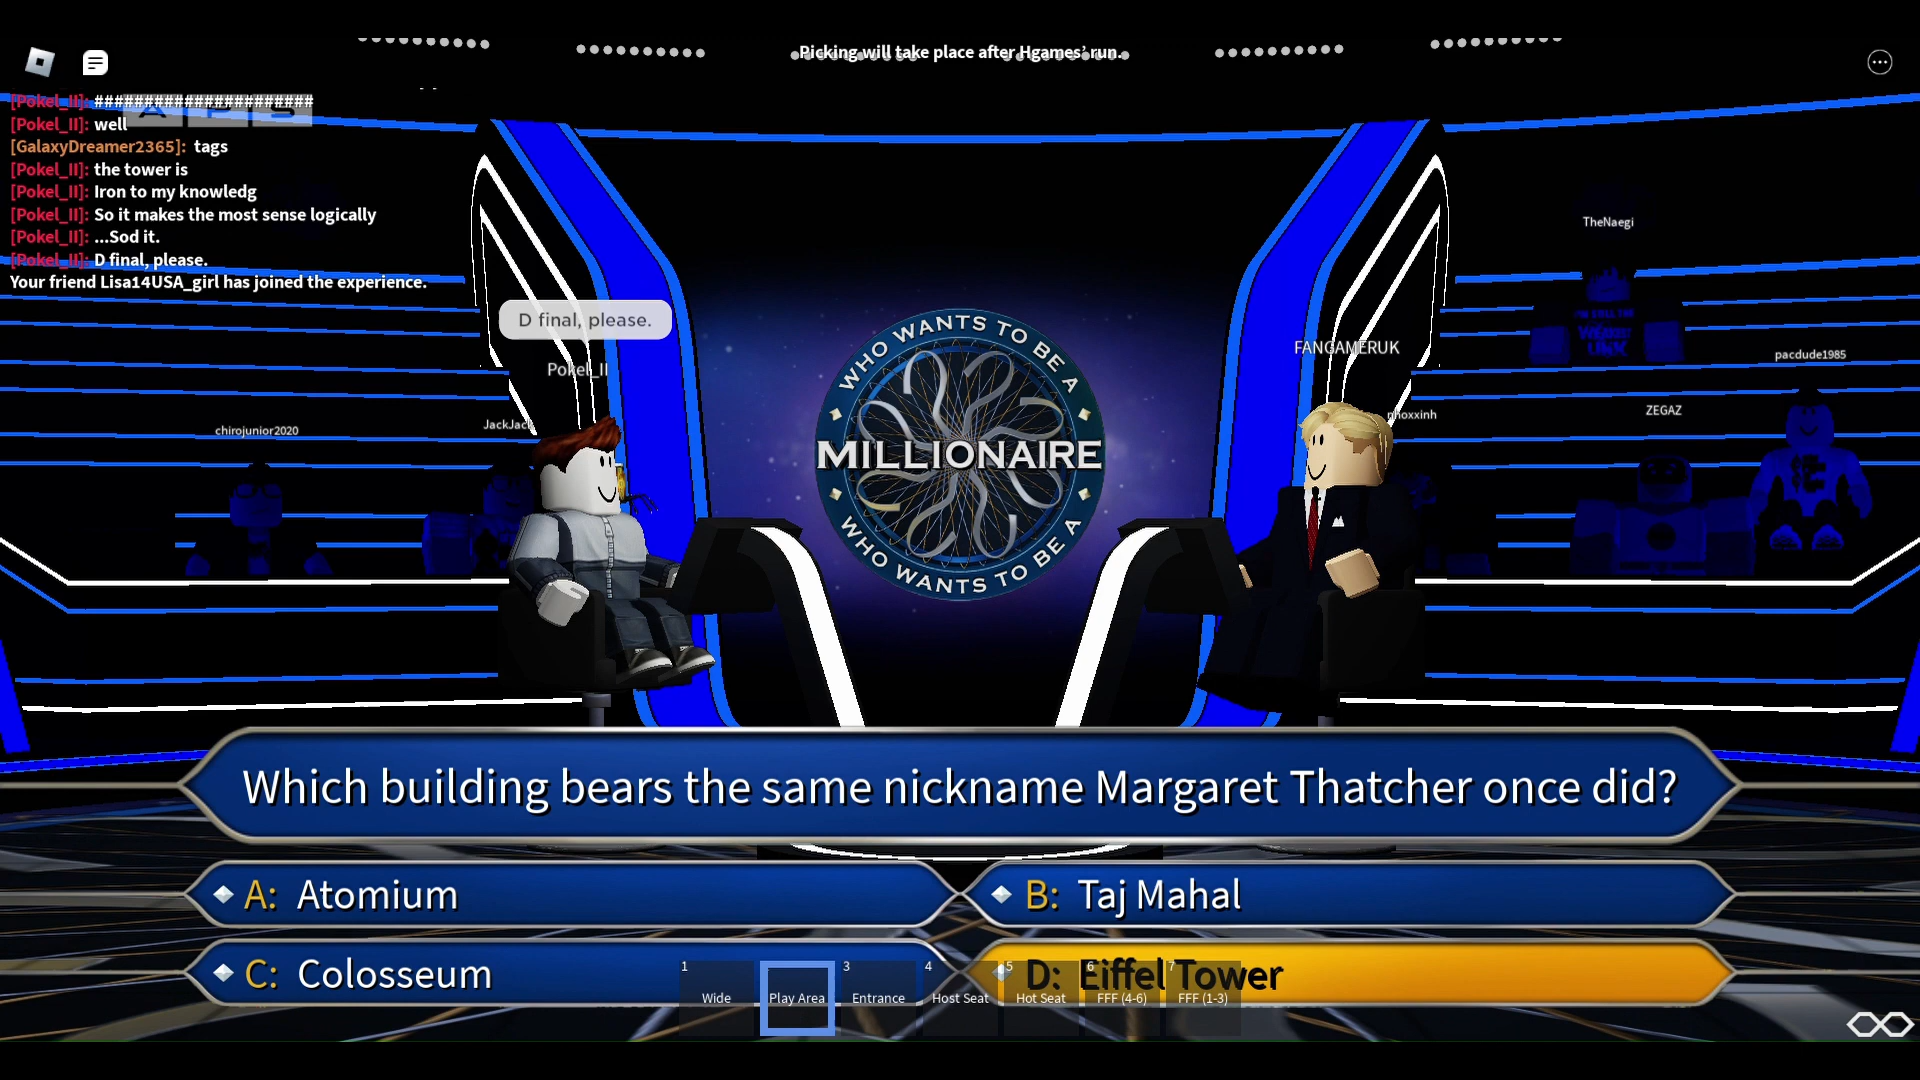 Picking will take place after Hgames' run.
[Pokel_II]: ######################
[Pokel_II]: well
[GalaxyDreamer2365]: tags
[Pokel_II]: the tower is
[Pokel_II]: Iron to my knowledg
[Pokel_II]: So it makes the most sense logically
[Pokel_II]: ...Sod it.
[Pokel_II]: D final, please.
Your friend Lisa14USA_girl has joined the experience.
TheNaegi
D final, please.
Pokel_II
FANGAMERUK
pacdude1985
chirojunior2020
JackJack
phoxxinh
ZEGAZ
WHO WANTS TO BE A
MILLIONAIRE
WHO WANTS TO BE A
Which building bears the same nickname Margaret Thatcher once did?
A: Atomium
B: Taj Mahal
C: Colosseum
D: Eiffel Tower
1 Wide
Play Area
3 Entrance
4 Host Seat
5 Hot Seat
6 FFF (4-6)
7 FFF (1-3)